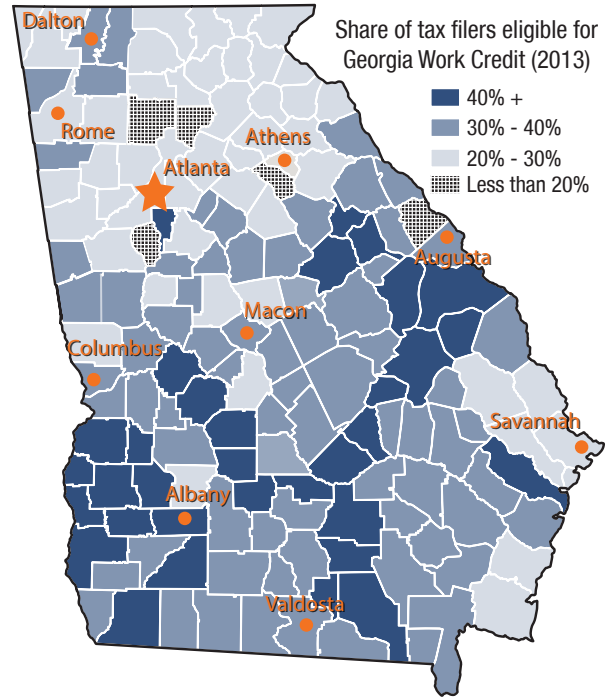 Share of tax filers eligible for
Georgia Work Credit (2013)
40% +
30% - 40%
20% - 30%
Less than 20%
Dalton
Rome
Athens
Atlanta
Augusta
Macon
Columbus
Savannah
Albany
Valdosta